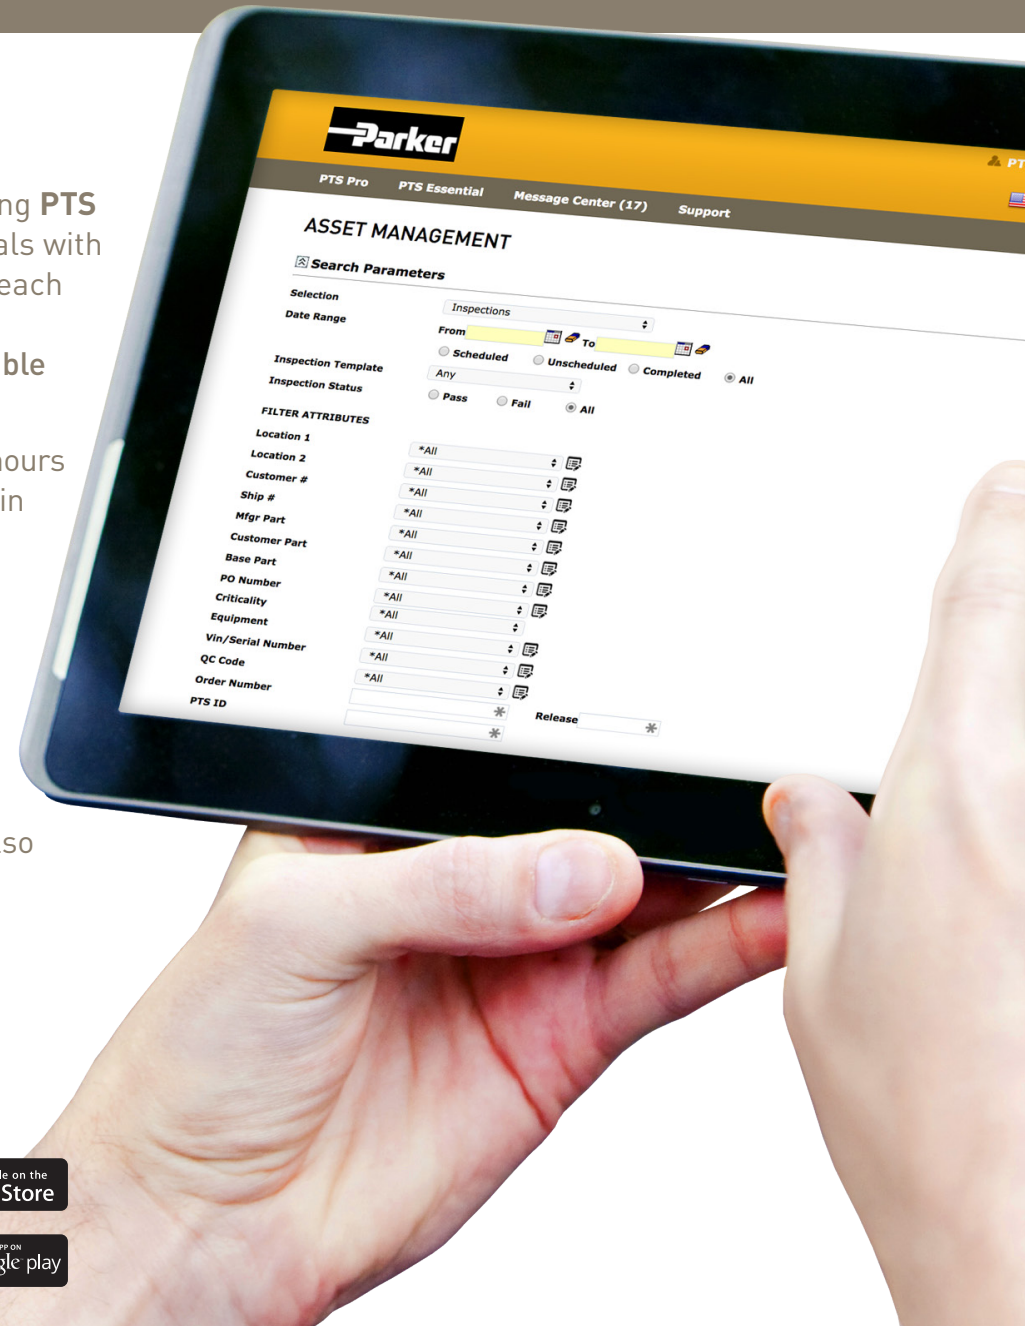 Parker
PT
PTS Pro PTS Essential Message Center (17) Support
ASSET MANAGEMENT
Search Parameters
Selection Inspections
Date Range From To
Scheduled Unscheduled Completed All
Inspection Template Any
Inspection Status Pass Fail All
FILTER ATTRIBUTES
Location 1 *All
Location 2 *All
Customer # *All
Ship # *All
Mfgr Part *All
Customer Part *All
Base Part *All
PO Number *All
Criticality *All
Equipment *All
Vin/Serial Number *All
QC Code *All
Order Number Release
PTS ID
ng PTS
als with
each
ble
hours
in
so
le on the
Store
PP ON
gle play